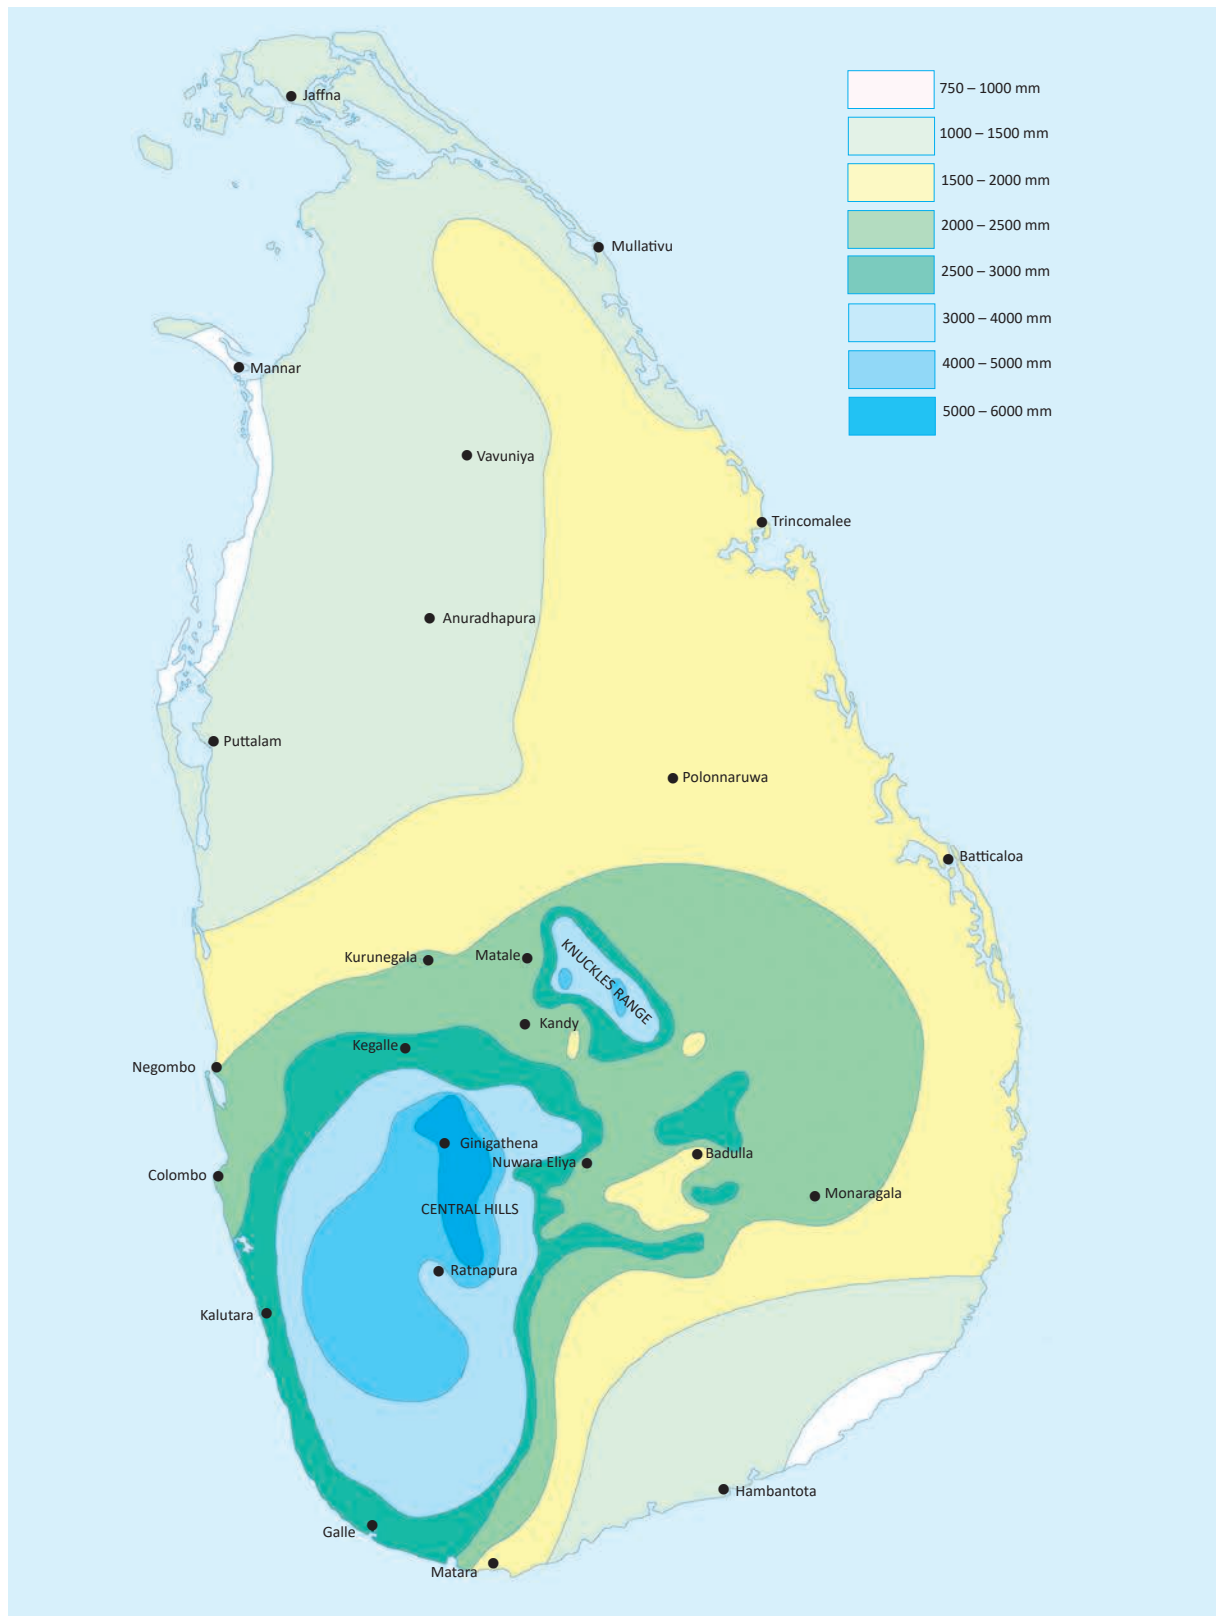 Jaffna
750 – 1000 mm
1000 – 1500 mm
1500 – 2000 mm
2000 – 2500 mm
2500 – 3000 mm
3000 – 4000 mm
4000 – 5000 mm
5000 – 6000 mm
Mullativu
Mannar
Vavuniya
Trincomalee
Anuradhapura
Puttalam
Polonnaruwa
Batticaloa
Kurunegala
Matale
KNUCKLES RANGE
Kandy
Kegalle
Negombo
Ginigathena
Nuwara Eliya
Badulla
Colombo
Monaragala
CENTRAL HILLS
Ratnapura
Kalutara
Hambantota
Galle
Matara